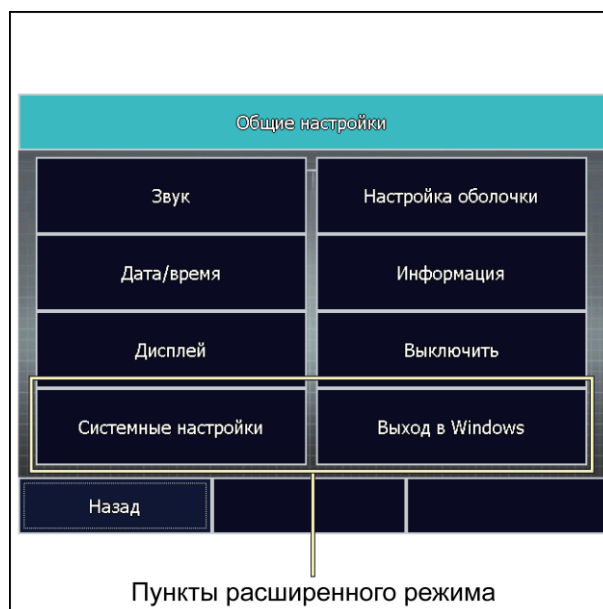 Общие настройки
Звук
Настройка оболочки
Дата/время
Информация
Дисплей
Выключить
Системные настройки
Выход в Windows
Назад
Пункты расширенного режима